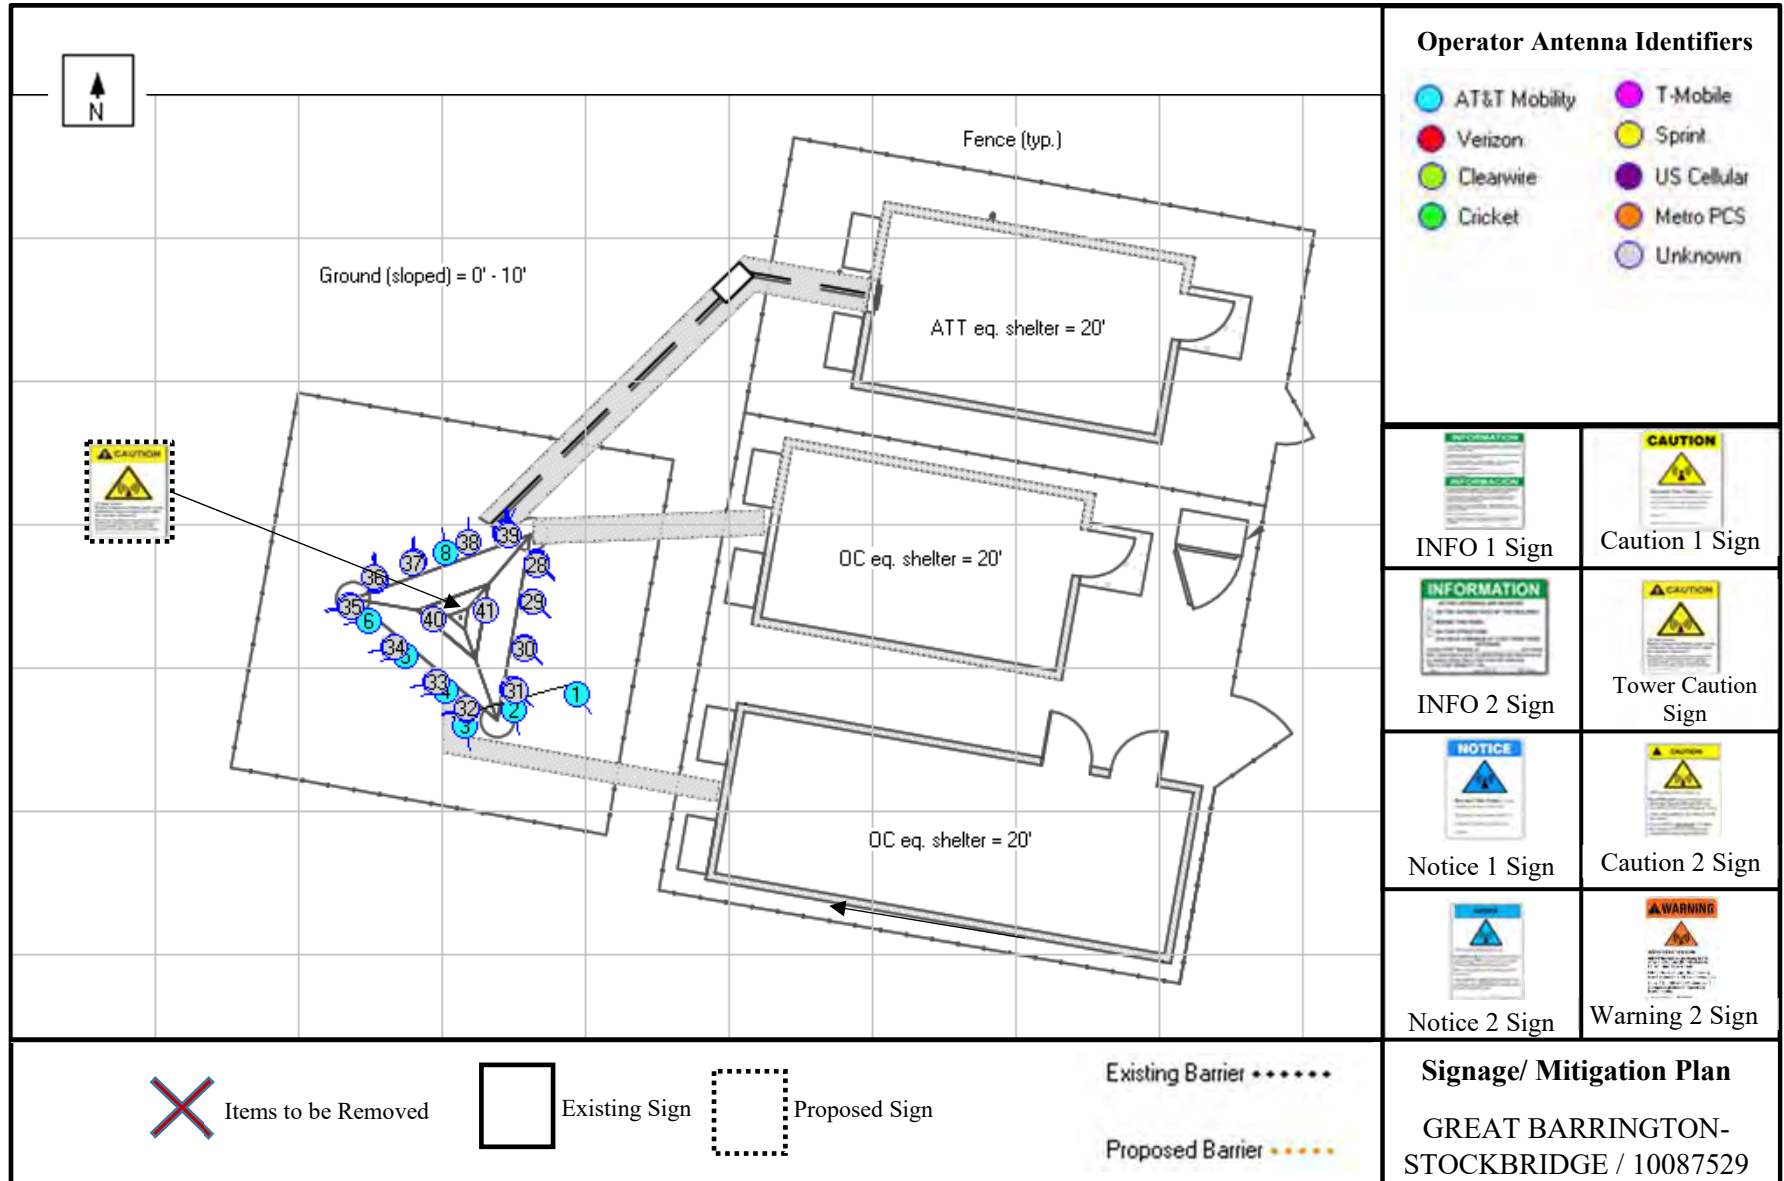 N
Fence (typ.)
Ground (sloped) = 0' - 10'
ATT eq. shelter = 20'
OC eq. shelter = 20'
OC eq. shelter = 20'
CAUTION
36
37
8
38
39
28
35
6
40
41
29
34
5
30
33
4
31
32
2
1
3
Operator Antenna Identifiers
AT&T Mobility
T-Mobile
Verizon
Sprint
Clearwire
US Cellular
Cricket
Metro PCS
Unknown
INFORMATION
INFORMACION
INFO 1 Sign
CAUTION
Caution 1 Sign
INFORMATION
INFO 2 Sign
CAUTION
Tower Caution
Sign
NOTICE
Notice 1 Sign
CAUTION
Caution 2 Sign
Notice 2 Sign
WARNING
Warning 2 Sign
Items to be Removed
Existing Sign
Proposed Sign
Existing Barrier
Proposed Barrier
Signage/ Mitigation Plan
GREAT BARRINGTON-
STOCKBRIDGE / 10087529